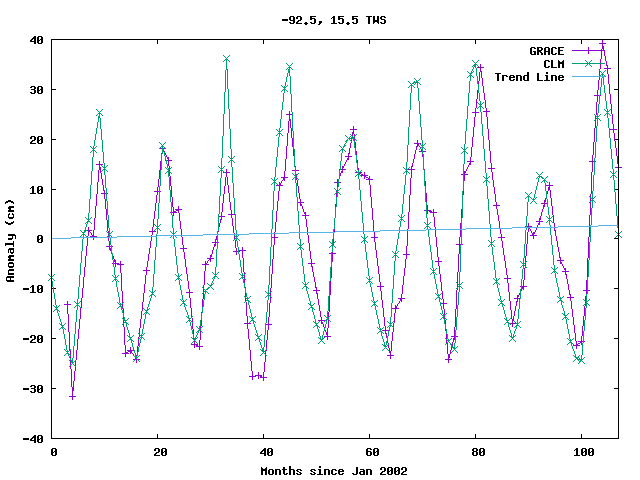 -92.5, 15.5 TWS
GRACE
CLM
Trend Line
40
30
20
10
0
-10
-20
-30
-40
Anomaly (cm)
0 20 40 60 80 100
Months since Jan 2002